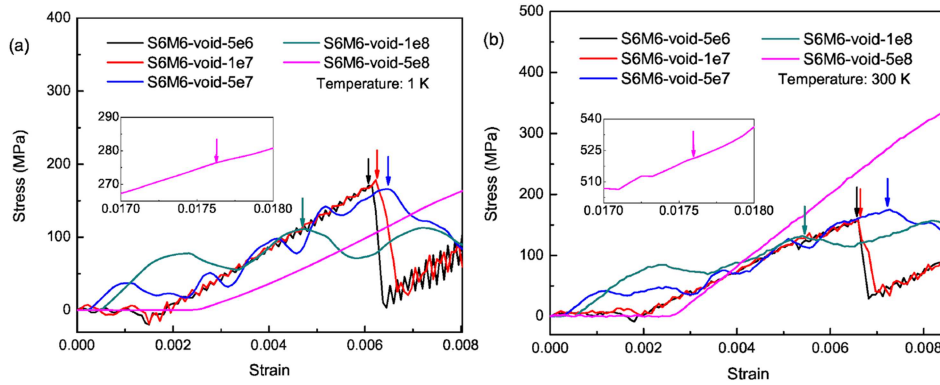 (a)
400
300
200
100
0
Stress (MPa)
S6M6-void-5e6
S6M6-void-1e7
S6M6-void-5e7
S6M6-void-1e8
S6M6-void-5e8
Temperature: 1 K
290
280
270
0.0170 0.0175 0.0180
0.000 0.002 0.004 0.006 0.008
Strain
(b)
500
400
300
200
100
0
Stress (MPa)
S6M6-void-5e6
S6M6-void-1e7
S6M6-void-5e7
S6M6-void-1e8
S6M6-void-5e8
Temperature: 300 K
540
525
510
0.0170 0.0175 0.0180
0.000 0.002 0.004 0.006 0.008
Strain